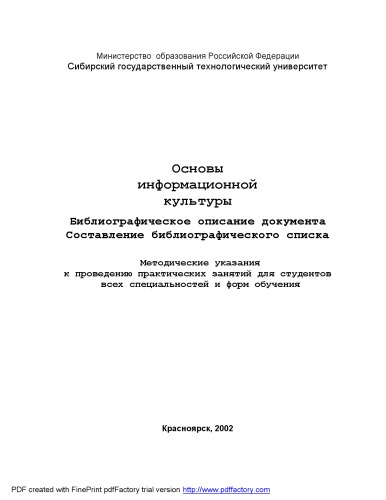 Министерство образования Российской Федерации
Сибирский государственный технологический университет
Основы
информационной
культуры
Библиографическое описание документа
Составление библиографического списка
Методические указания
к проведению практических занятий для студентов
всех специальностей и форм обучения
Красноярск, 2002
PDF created with FinePrint pdfFactory trial version http://www.pdffactory.com